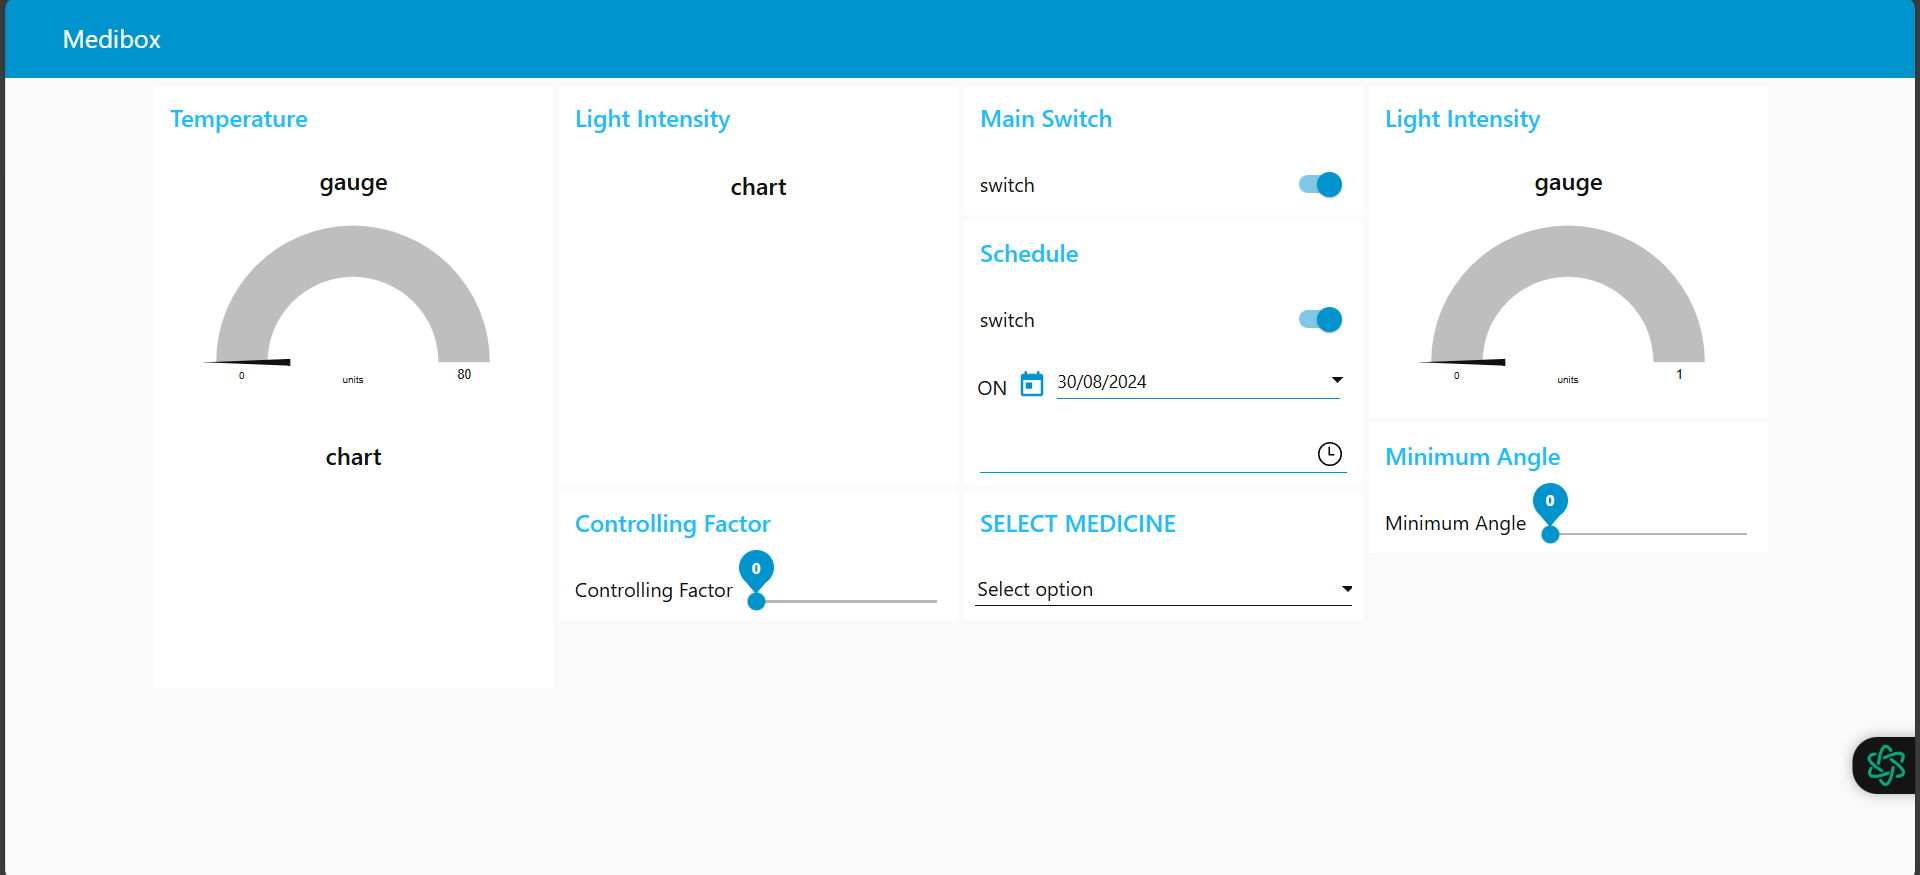 Medibox
Temperature
gauge
0
units
80
chart
Light Intensity
chart
Controlling Factor
Controlling Factor
0
Main Switch
switch
Schedule
switch
ON
30/08/2024
SELECT MEDICINE
Select option
Light Intensity
gauge
0
units
1
Minimum Angle
Minimum Angle
0